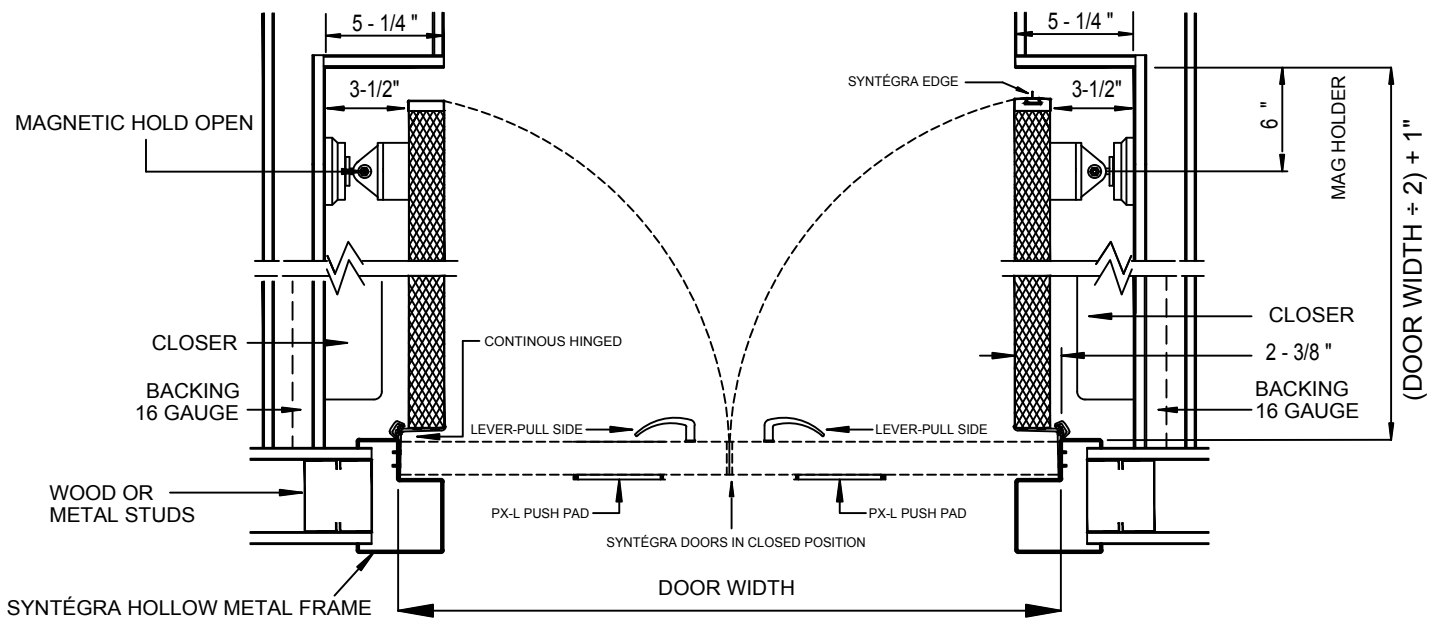 5 - 1/4 "
5 - 1/4 "
SYNTÉGRA EDGE
3-1/2"
3-1/2"
MAGNETIC HOLD OPEN
6 "
MAG HOLDER
(DOOR WIDTH ÷ 2) + 1"
CLOSER
CONTINOUS HINGED
CLOSER
2 - 3/8 "
BACKING
16 GAUGE
BACKING
16 GAUGE
LEVER-PULL SIDE
LEVER-PULL SIDE
WOOD OR
METAL STUDS
PX-L PUSH PAD
PX-L PUSH PAD
SYNTÉGRA DOORS IN CLOSED POSITION
DOOR WIDTH
SYNTÉGRA HOLLOW METAL FRAME